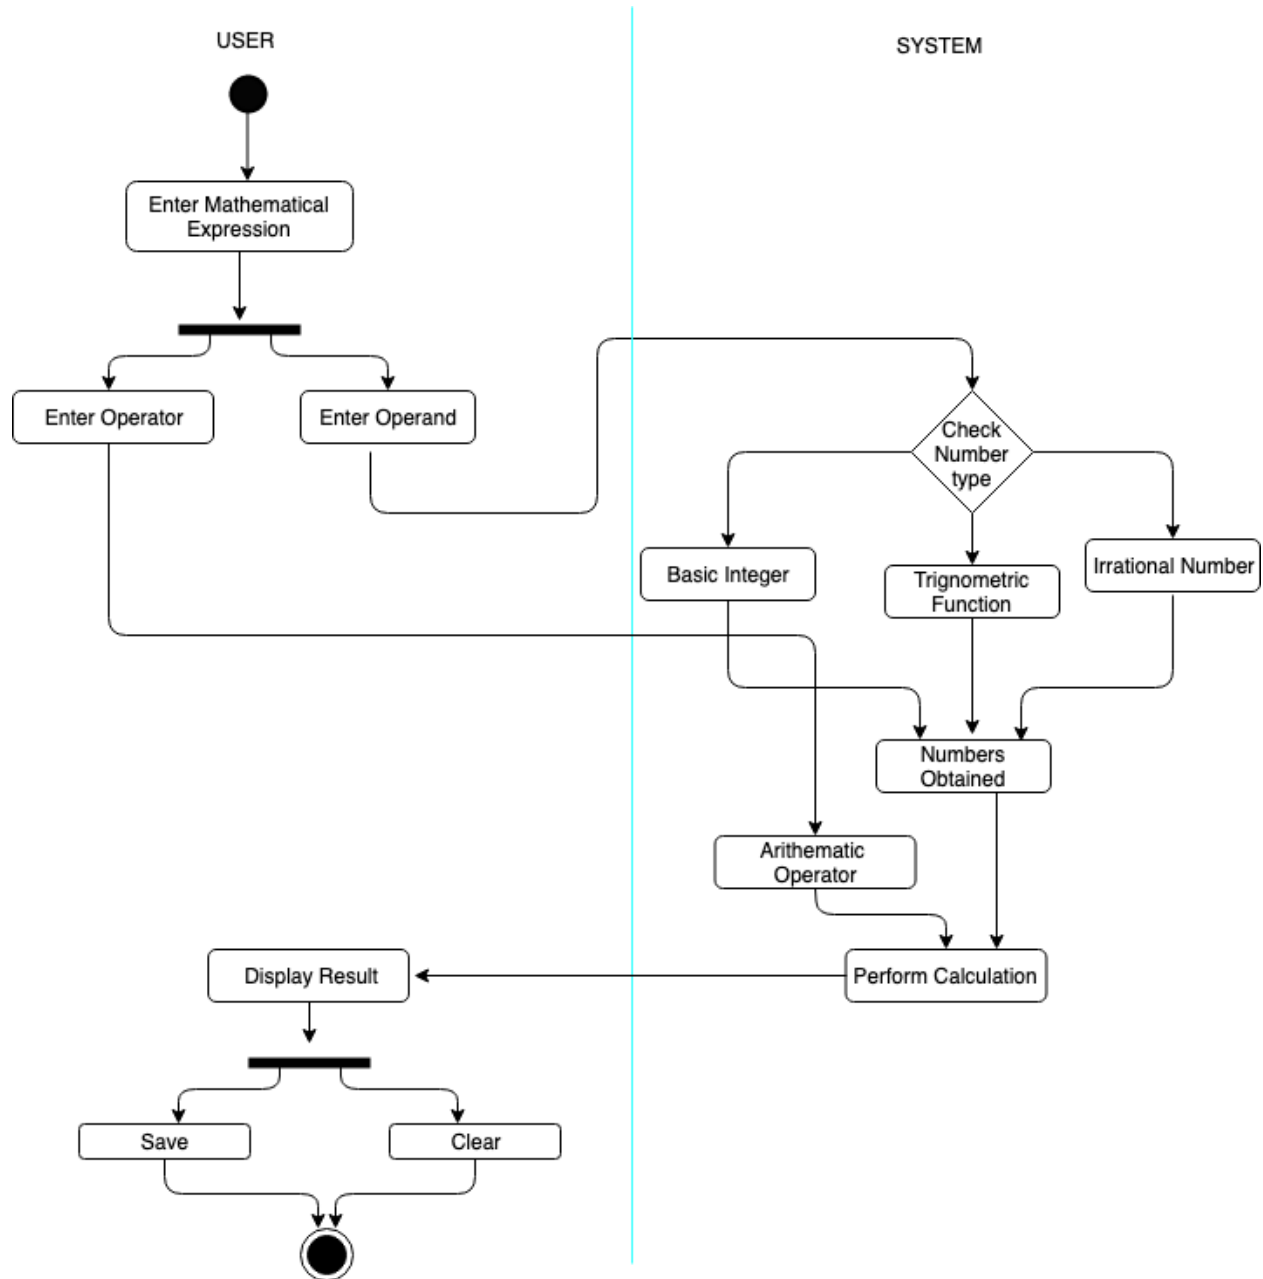 USER
SYSTEM
Enter Mathematical
Expression
Enter Operator
Enter Operand
Check
Number
type
Basic Integer
Trignometric
Function
Irrational Number
Numbers
Obtained
Arithematic
Operator
Display Result
Perform Calculation
Save
Clear